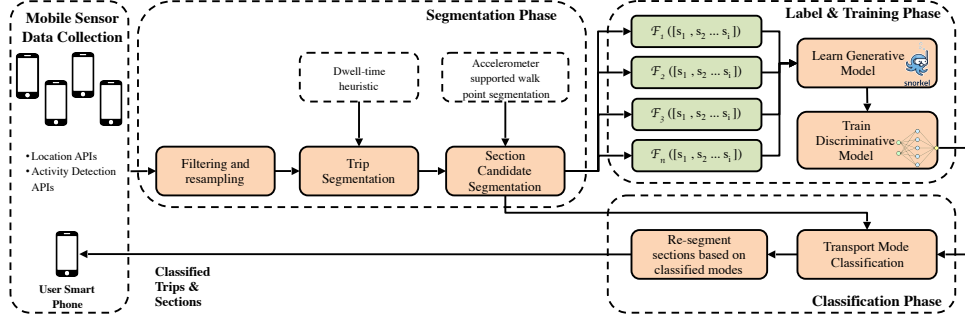 Mobile Sensor
Data Collection
• Location APIs
• Activity Detection
APIs
User Smart
Phone
Segmentation Phase
Dwell-time
heuristic
Accelerometer
supported walk
point segmentation
Filtering and
resampling
Trip
Segmentation
Section
Candidate
Segmentation
Label & Training Phase
ℱ₁ ([s₁ , s₂ ... sᵢ ])
ℱ₂ ([s₁ , s₂ ... sᵢ ])
ℱ₃ ([s₁ , s₂ ... sᵢ ])
ℱₙ ([s₁ , s₂ ... sᵢ ])
Learn Generative
Model
snorkel
Train
Discriminative
Model
Transport Mode
Classification
Re-segment
sections based on
classified modes
Classification Phase
Classified
Trips &
Sections